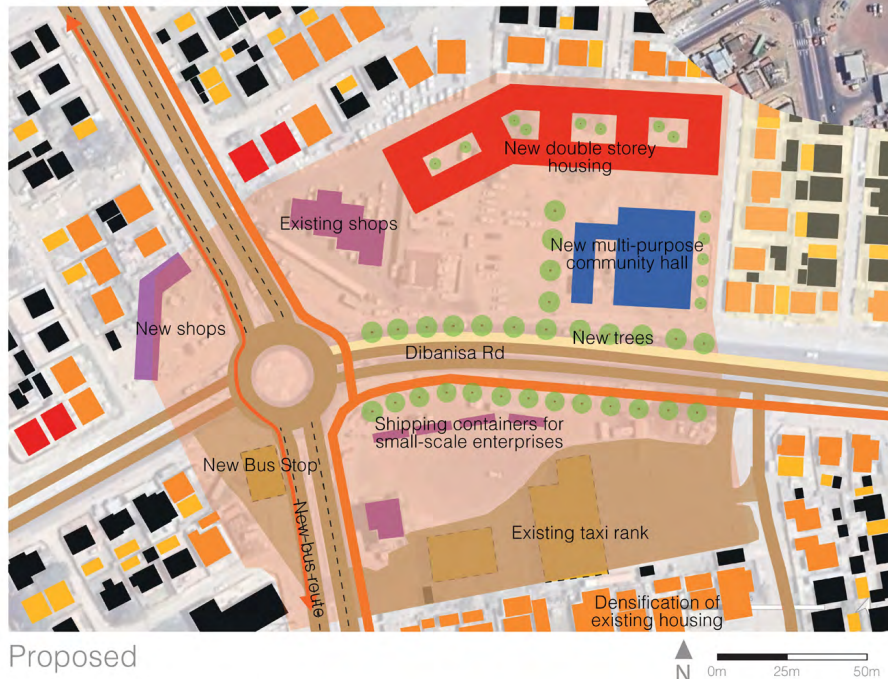 New double storey
housing
Existing shops
New multi-purpose
community hall
New shops
New trees
Dibanisa Rd
Shipping containers for
small-scale enterprises
New Bus Stop
New bus route
Existing taxi rank
Densification of
existing housing
Proposed
N
0m 25m 50m